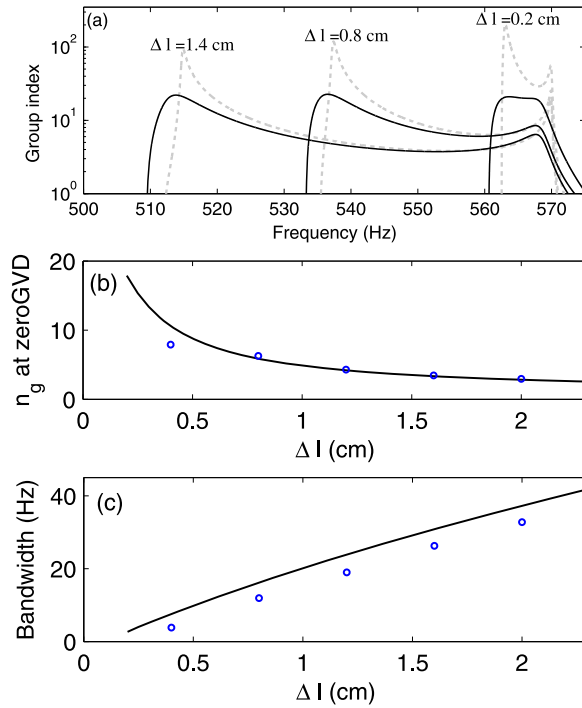 (a)
Δ l =1.4 cm
Δ l =0.8 cm
Δ l =0.2 cm
Group index
10²
10¹
10⁰
500 510 520 530 540 550 560 570
Frequency (Hz)
(b)
n_g at zeroGVD
20
10
0
0 0.5 1 1.5 2
Δ l (cm)
(c)
Bandwidth (Hz)
40
20
0
0 0.5 1 1.5 2
Δ l (cm)